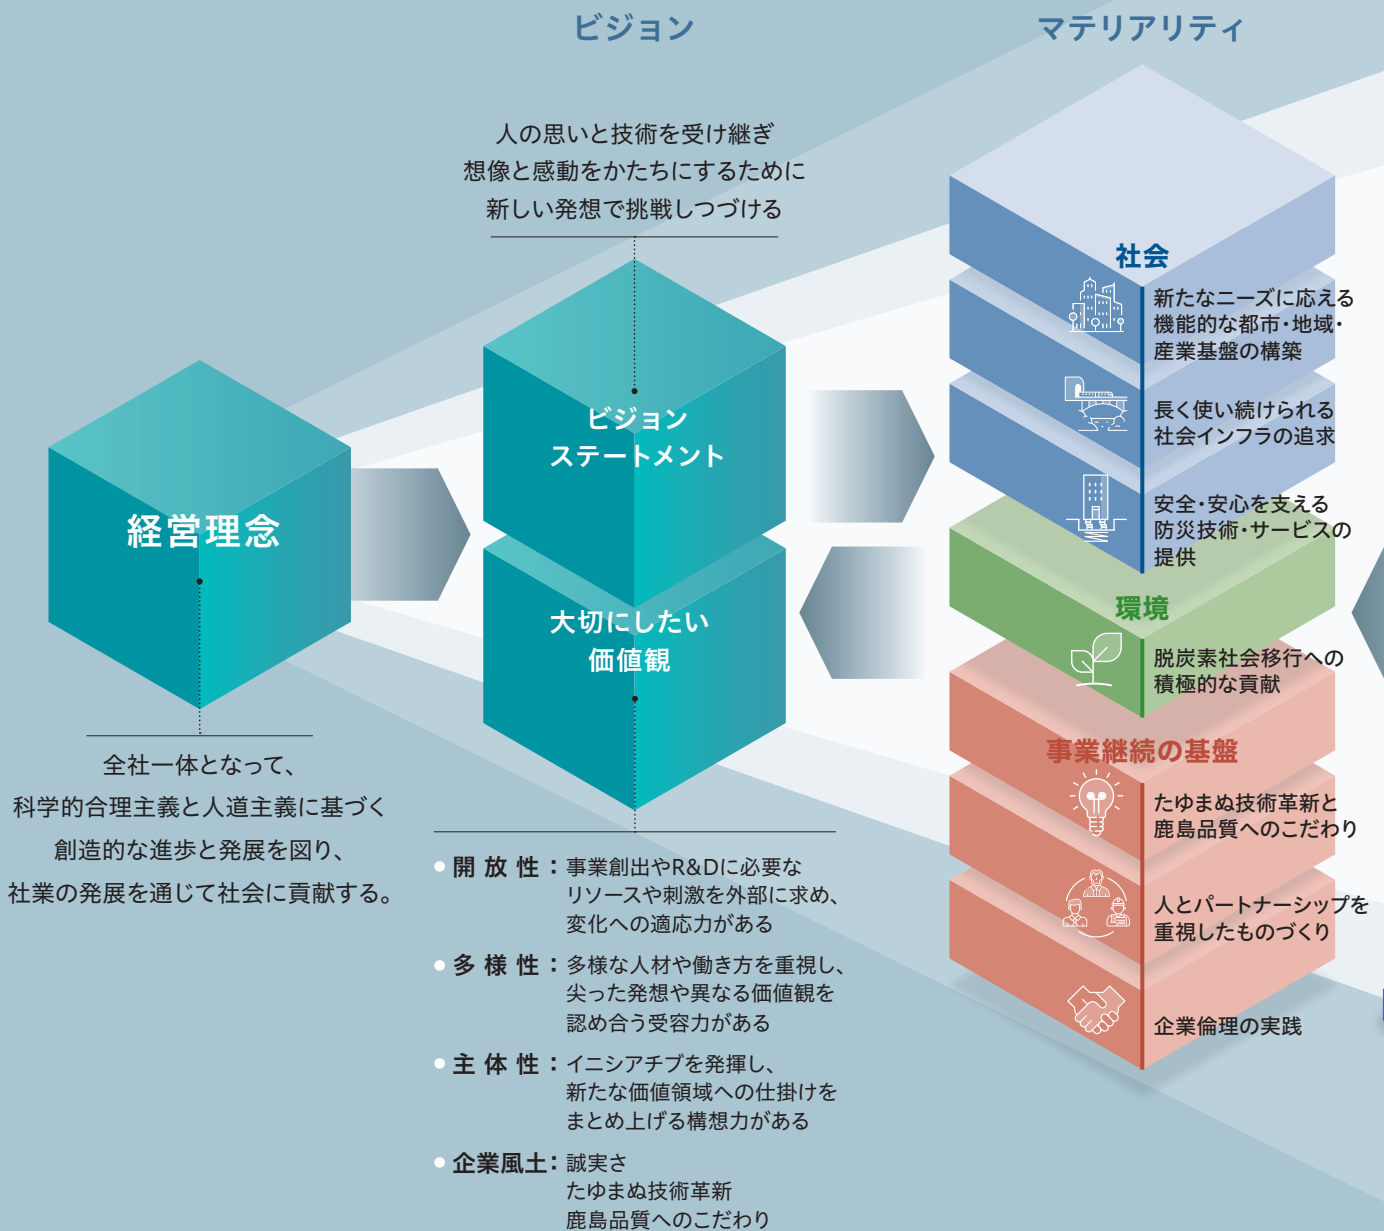 ビジョン
マテリアリティ
経営理念
全社一体となって、
科学的合理主義と人道主義に基づく
創造的な進歩と発展を図り、
社業の発展を通じて社会に貢献する。
人の思いと技術を受け継ぎ
想像と感動をかたちにするために
新しい発想で挑戦しつづける
ビジョン
ステートメント
大切にしたい
価値観
● 開放性：事業創出やR&Dに必要な
リソースや刺激を外部に求め、
変化への適応力がある
● 多様性：多様な人材や働き方を重視し、
尖った発想や異なる価値観を
認め合う受容力がある
● 主体性：イニシアチブを発揮し、
新たな価値領域への仕掛けを
まとめ上げる構想力がある
● 企業風土：誠実さ
たゆまぬ技術革新
鹿島品質へのこだわり
社会
新たなニーズに応える
機能的な都市・地域・
産業基盤の構築
長く使い続けられる
社会インフラの追求
安全・安心を支える
防災技術・サービスの
提供
環境
脱炭素社会移行への
積極的な貢献
事業継続の基盤
たゆまぬ技術革新と
鹿島品質へのこだわり
人とパートナーシップを
重視したものづくり
企業倫理の実践